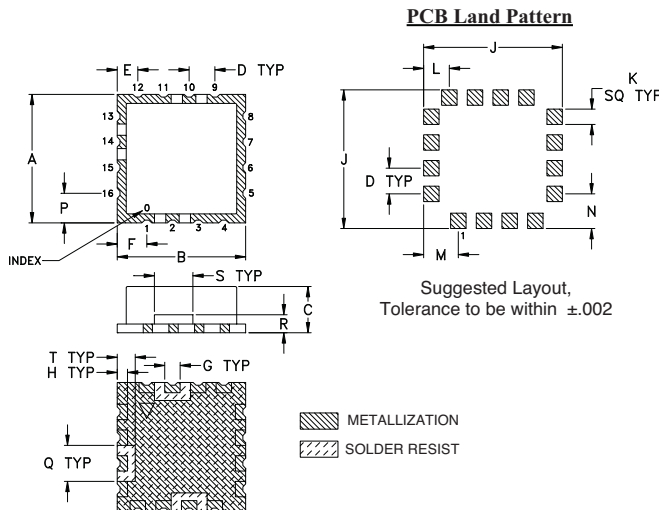 PCB Land Pattern
E
D TYP
12 11 10 9
13
14
15
16
8
7
6
5
A
P
0
1 2 3 4
F
B
INDEX
J
L
K
SQ TYP
J
D TYP
N
1
M
Suggested Layout,
Tolerance to be within ±.002
S TYP
C
R
T TYP
H TYP
G TYP
Q TYP
METALLIZATION
SOLDER RESIST